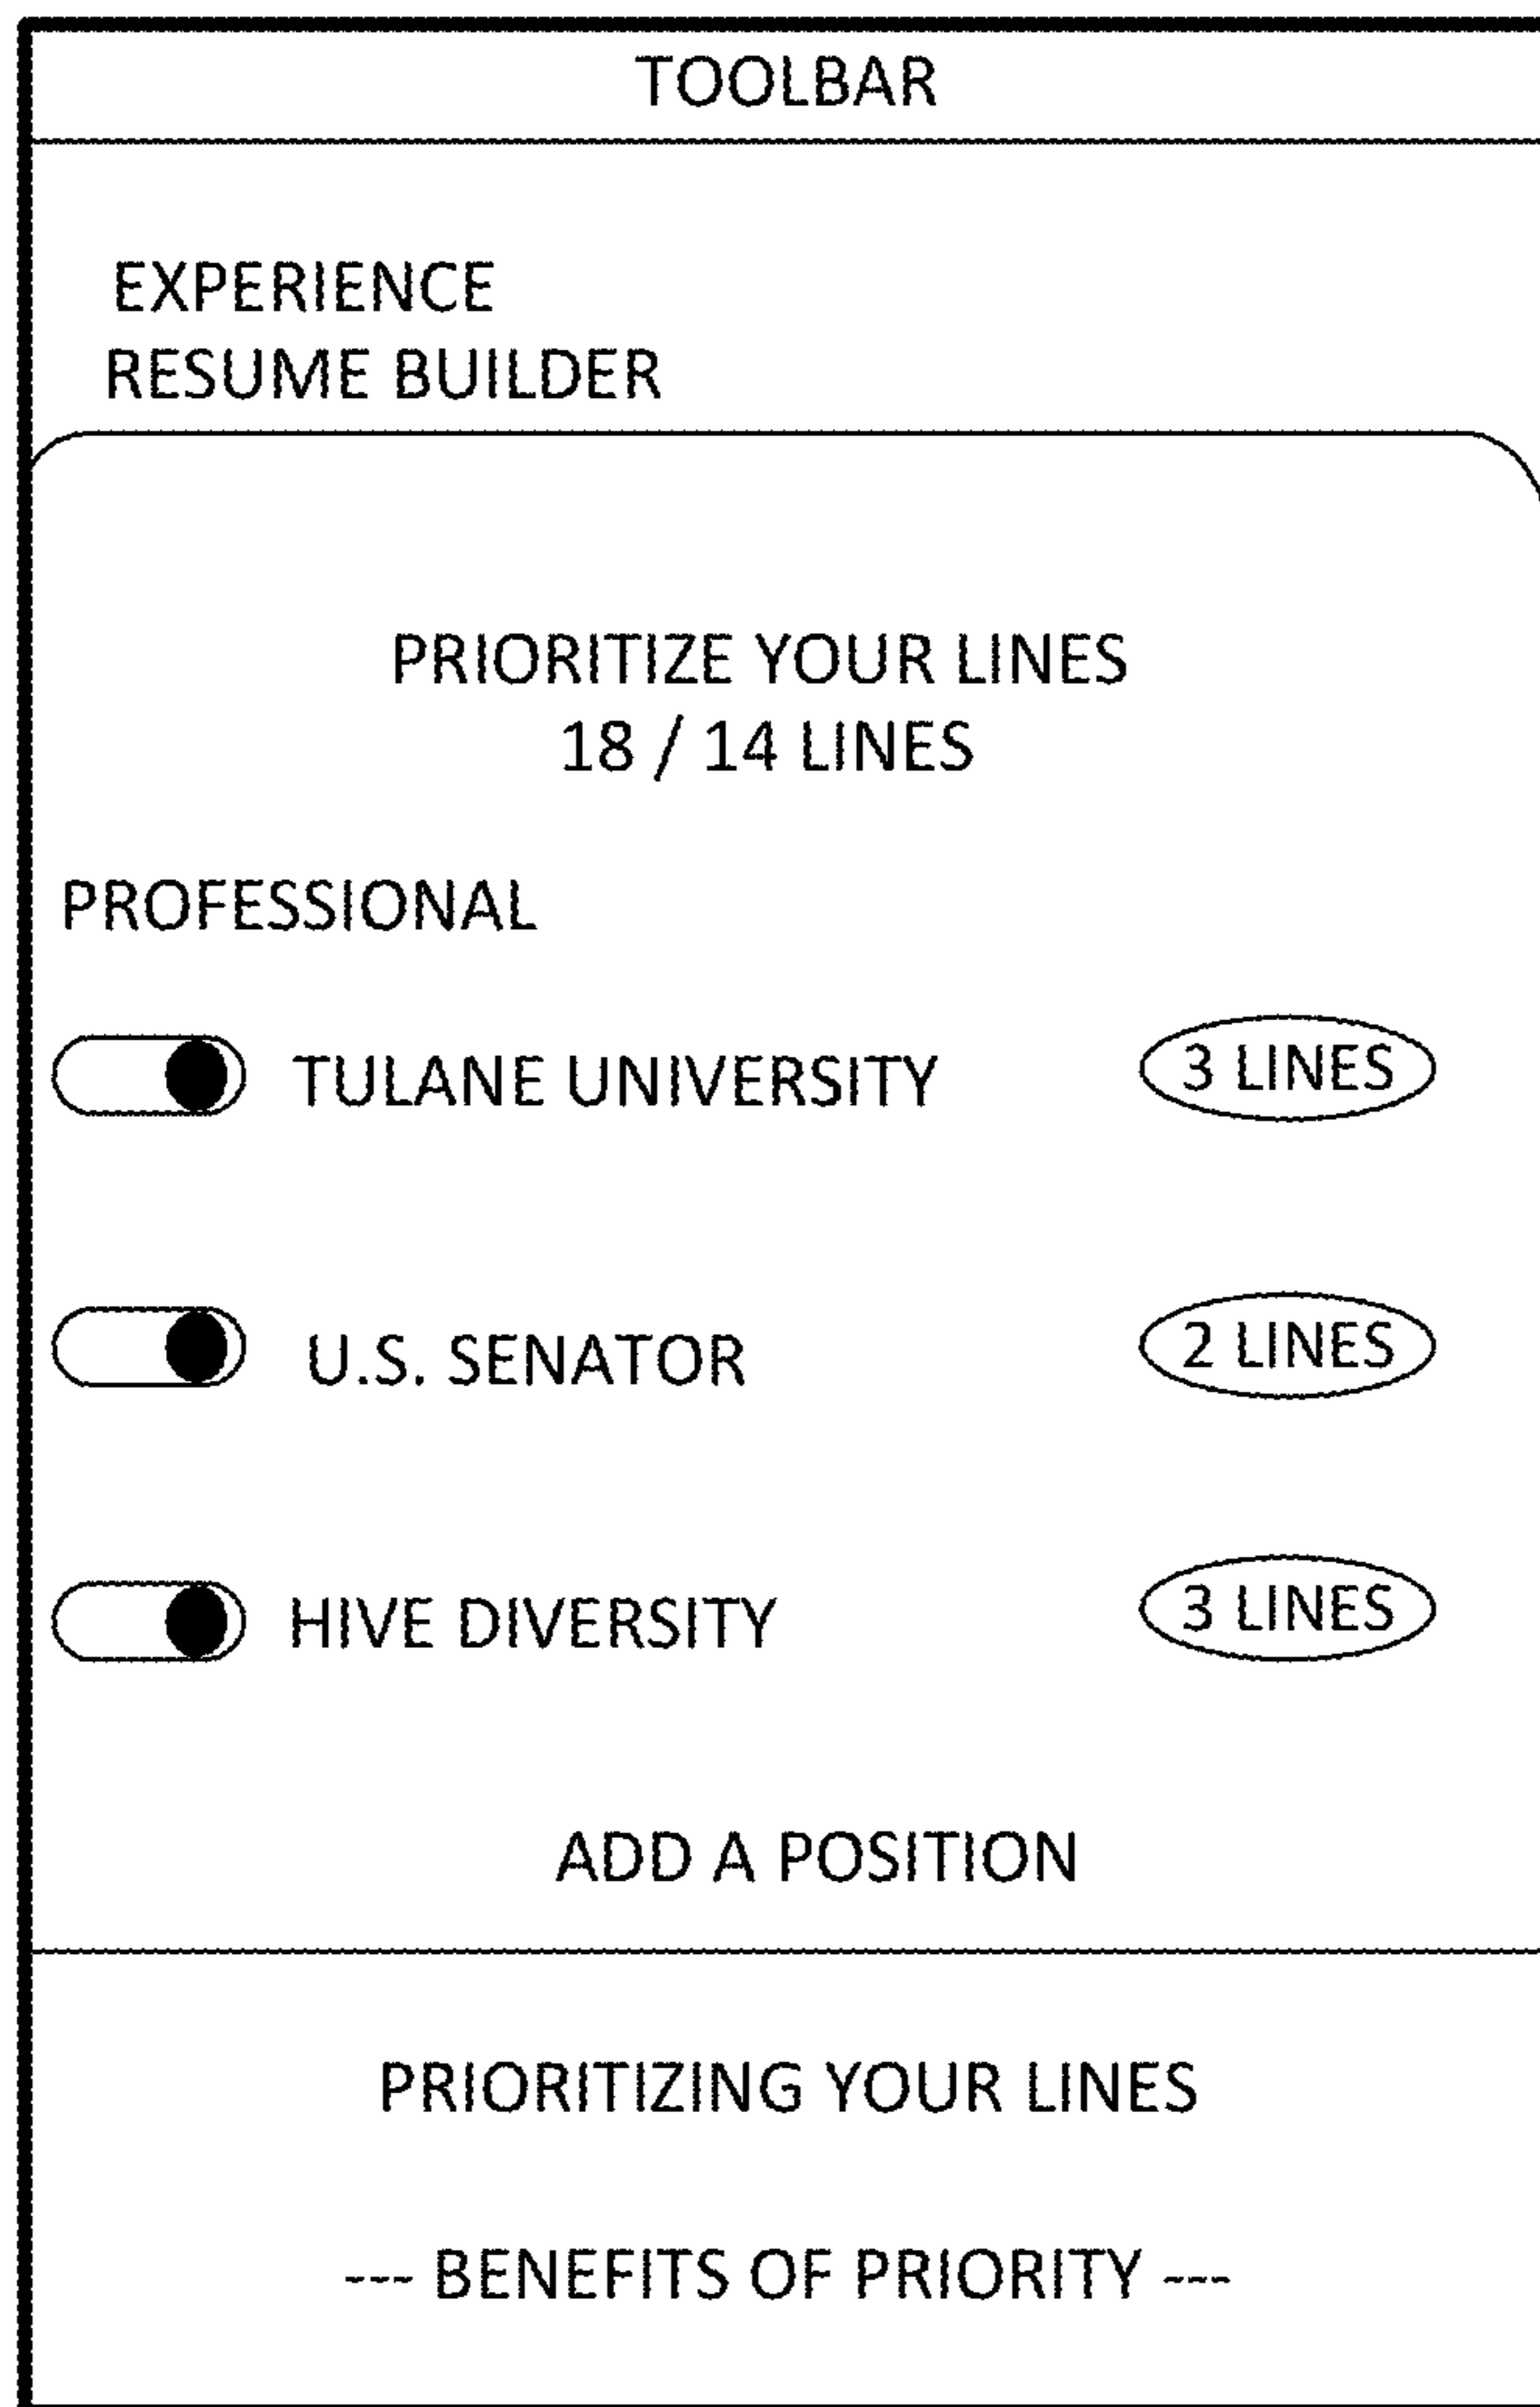 TOOLBAR
EXPERIENCE
RESUME BUILDER
PRIORITIZE YOUR LINES
18 / 14 LINES
PROFESSIONAL
TULANE UNIVERSITY 3 LINES
U.S. SENATOR 2 LINES
HIVE DIVERSITY 3 LINES
ADD A POSITION
PRIORITIZING YOUR LINES
--- BENEFITS OF PRIORITY ---